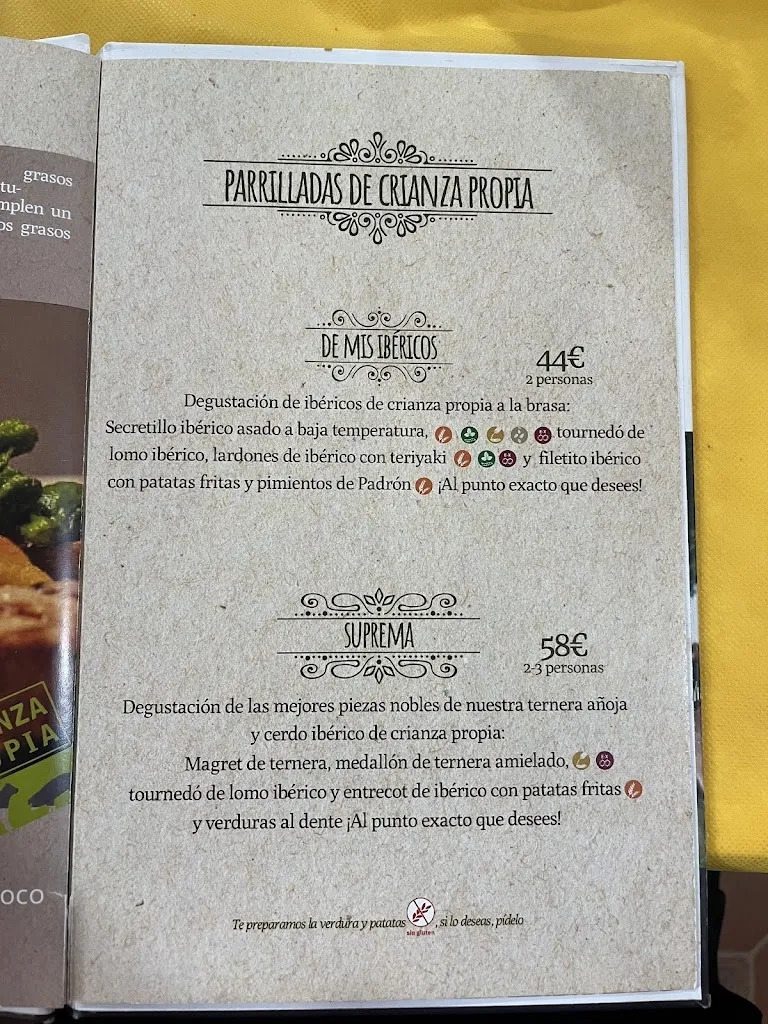 grasos
tu-
mplen un
os grasos
NZA
OPIA
OCO
PARRILLADAS DE CRIANZA PROPIA
DE MIS IBÉRICOS
44€
2 personas
Degustación de ibéricos de crianza propia a la brasa:
Secretillo ibérico asado a baja temperatura, tournedó de
lomo ibérico, lardones de ibérico con teriyaki y filetito ibérico
con patatas fritas y pimientos de Padrón ¡Al punto exacto que desees!
SUPREMA
58€
2-3 personas
Degustación de las mejores piezas nobles de nuestra ternera añoja
y cerdo ibérico de crianza propia:
Magret de ternera, medallón de ternera amielado,
tournedó de lomo ibérico y entrecot de ibérico con patatas fritas
y verduras al dente ¡Al punto exacto que desees!
Te preparamos la verdura y patatas sin gluten, si lo deseas, pídelo